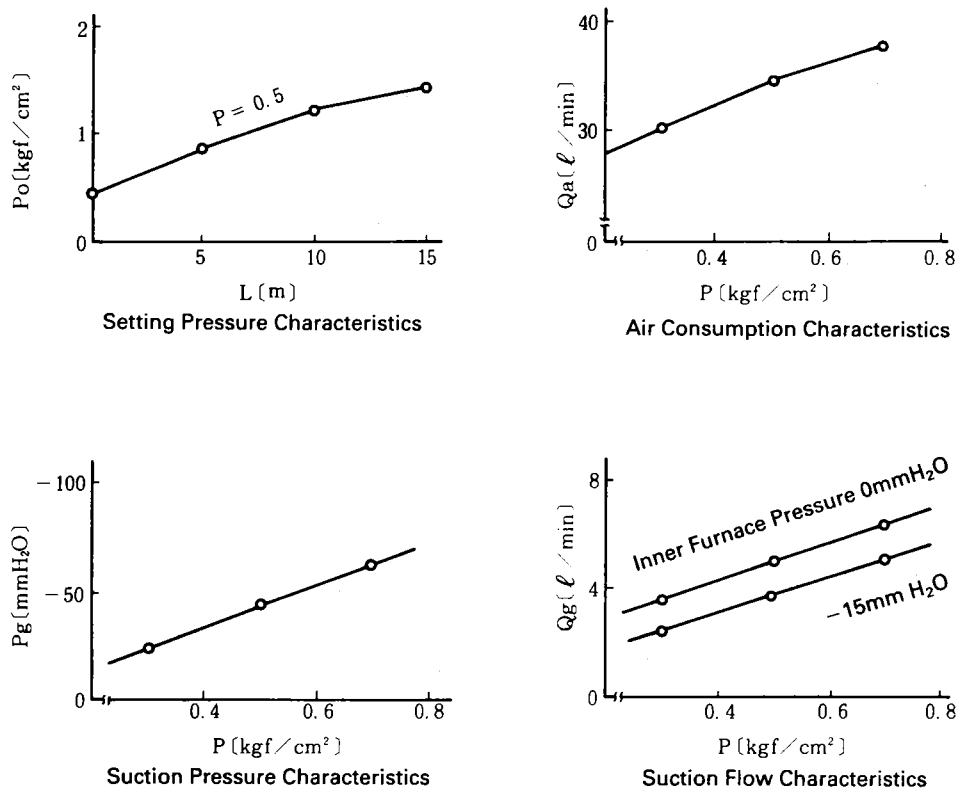 2
1
0
Po[kgf/cm²]
P = 0.5
5
10
15
L[m]
Setting Pressure Characteristics
40
30
0
Qa[ℓ/min]
0.4
0.6
0.8
P[kgf/cm²]
Air Consumption Characteristics
−100
−50
0
Pg[mmH₂O]
0.4
0.6
0.8
P[kgf/cm²]
Suction Pressure Characteristics
8
4
0
Qg[ℓ/min]
Inner Furnace Pressure 0mmH₂O
−15mm H₂O
0.4
0.6
0.8
P[kgf/cm²]
Suction Flow Characteristics